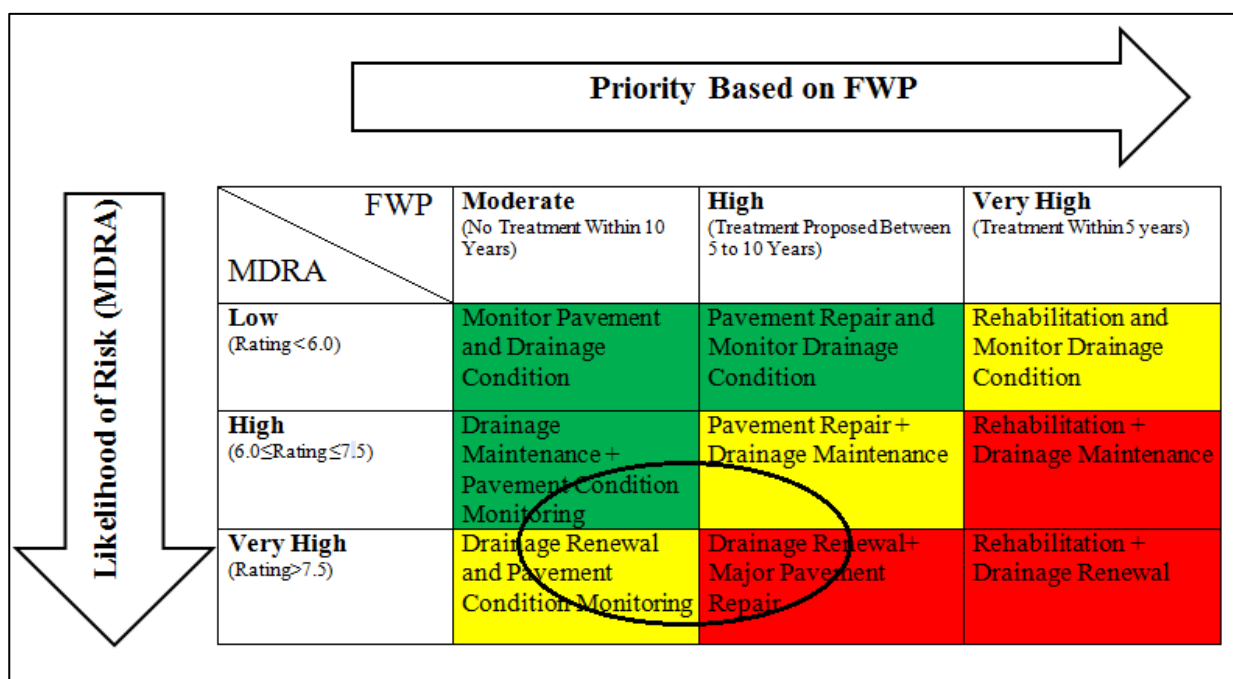 Priority Based on FWP
Likelihood of Risk (MDRA)
FWP
MDRA
Moderate
(No Treatment Within 10
Years)
High
(Treatment Proposed Between
5 to 10 Years)
Very High
(Treatment Within 5 years)
Low
(Rating < 6.0)
Monitor Pavement
and Drainage
Condition
Pavement Repair and
Monitor Drainage
Condition
Rehabilitation and
Monitor Drainage
Condition
High
(6.0≤Rating≤7.5)
Drainage
Maintenance +
Pavement Condition
Monitoring
Pavement Repair +
Drainage Maintenance
Rehabilitation +
Drainage Maintenance
Very High
(Rating>7.5)
Drainage Renewal
and Pavement
Condition Monitoring
Drainage Renewal+
Major Pavement
Repair
Rehabilitation +
Drainage Renewal